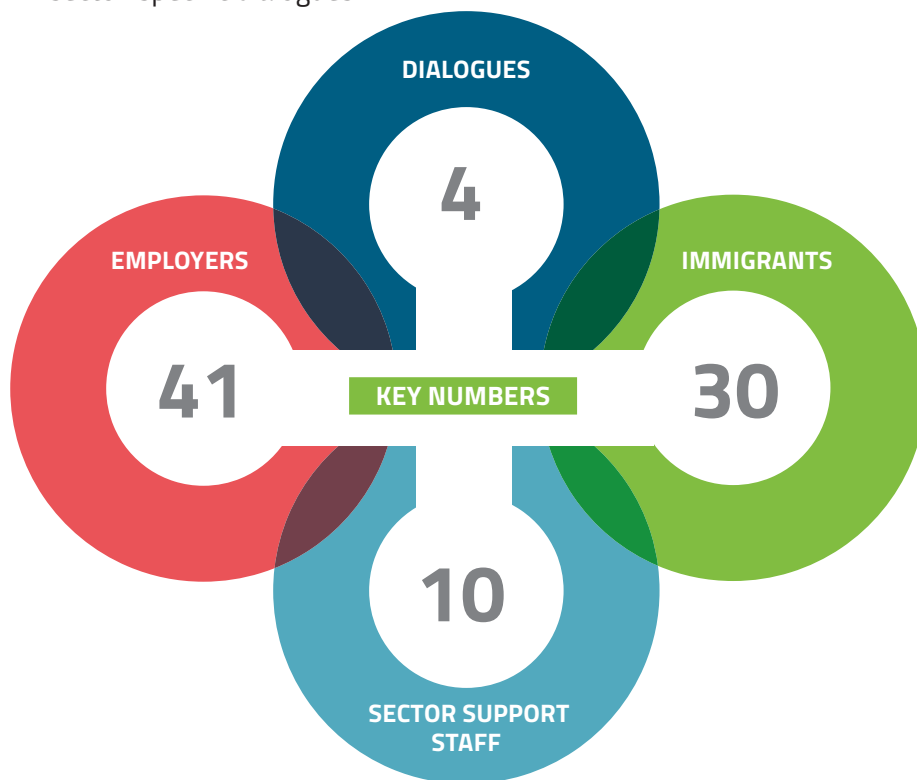 DIALOGUES
4
EMPLOYERS
41
KEY NUMBERS
IMMIGRANTS
30
10
SECTOR SUPPORT
STAFF